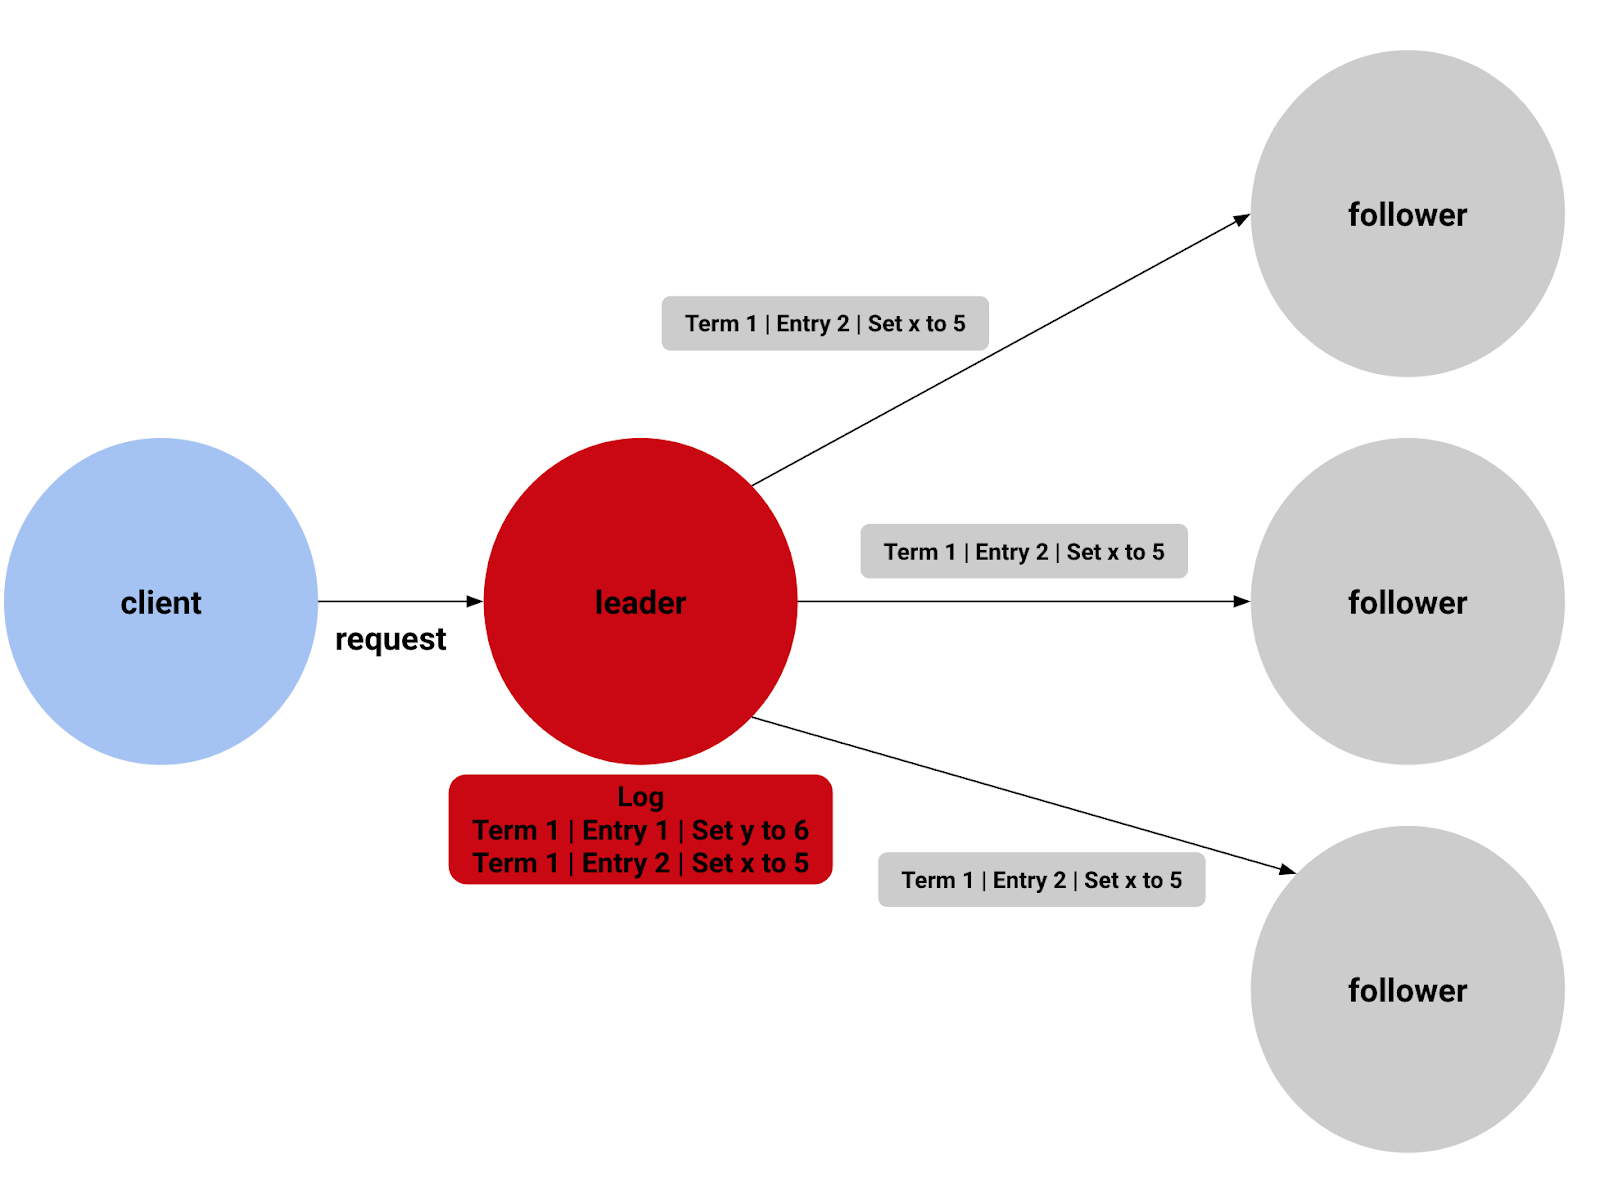 follower
Term 1 | Entry 2 | Set x to 5
Term 1 | Entry 2 | Set x to 5
client
request
leader
follower
Log
Term 1 | Entry 1 | Set y to 6
Term 1 | Entry 2 | Set x to 5
Term 1 | Entry 2 | Set x to 5
follower